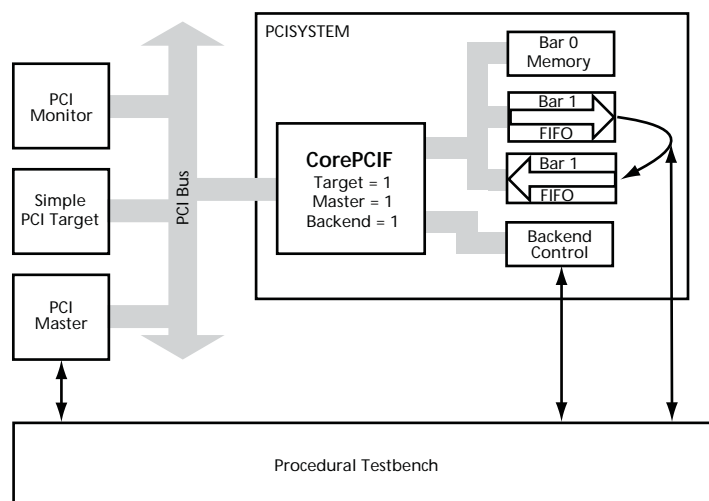 PCISYSTEM
PCI
Monitor
Simple
PCI Target
PCI
Master
PCI Bus
CorePCIF
Target = 1
Master = 1
Backend = 1
Bar 0
Memory
Bar 1
FIFO
Bar 1
FIFO
Backend
Control
Procedural Testbench